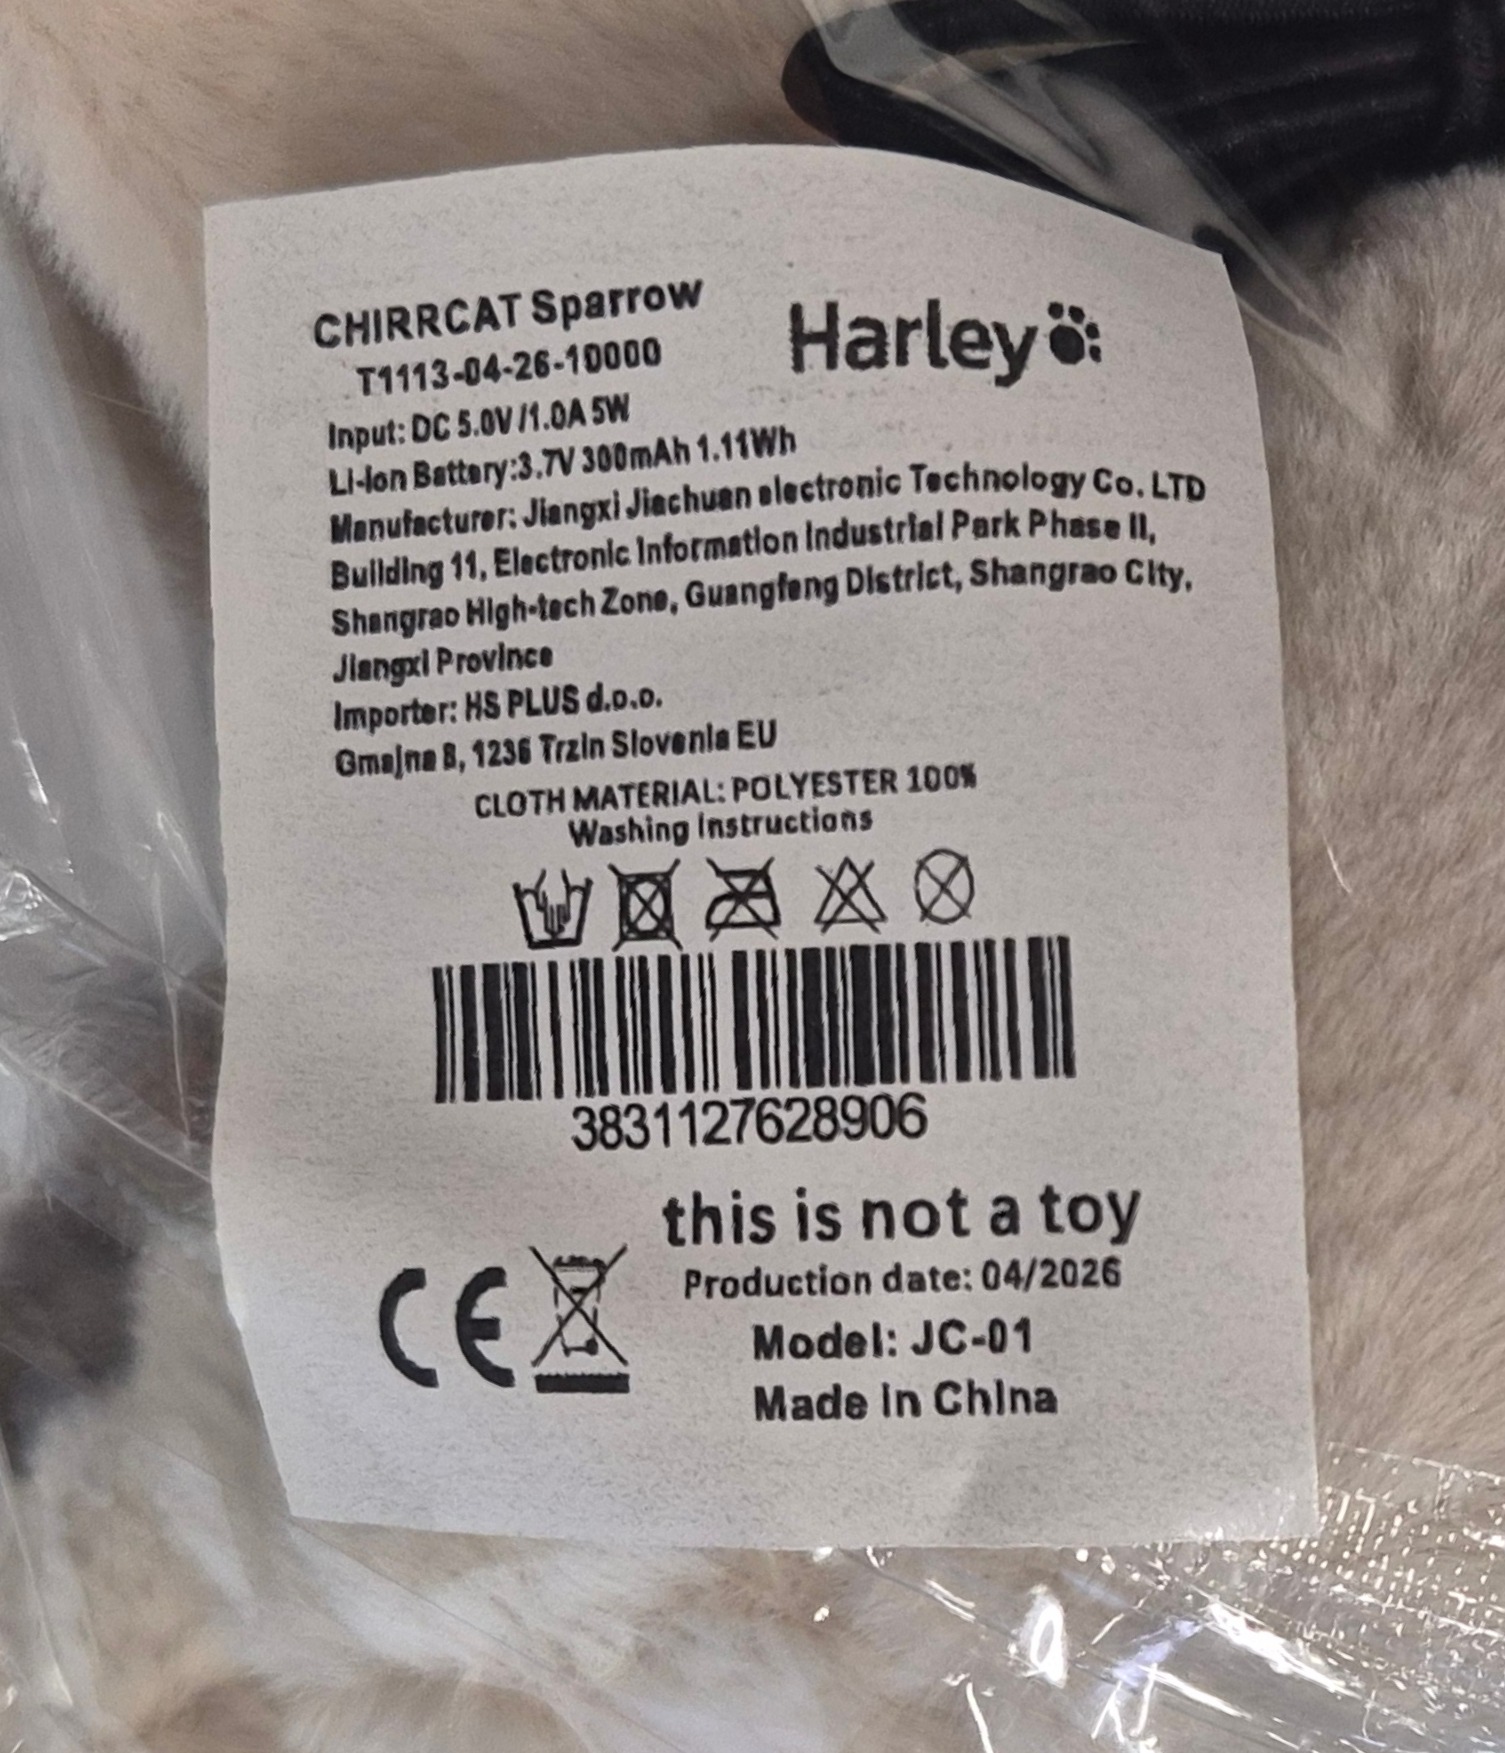 CHIRRCAT Sparrow
T1113-04-26-10000
Harley
Input: DC 5.0V/1.0A 5W
Li-Ion Battery:3.7V 300mAh 1.11Wh
Manufacturer: Jiangxi Jiachuan electronic Technology Co. LTD
Building 11, Electronic Information Industrial Park Phase II,
Shangrao High-tech Zone, Guangfeng District, Shangrao City,
Jiangxi Province
Importer: HS PLUS d.o.o.
Gmajna 8, 1236 Trzin Slovenia EU
CLOTH MATERIAL: POLYESTER 100%
Washing Instructions
3831127628906
this is not a toy
Production date: 04/2026
CE
Model: JC-01
Made in China